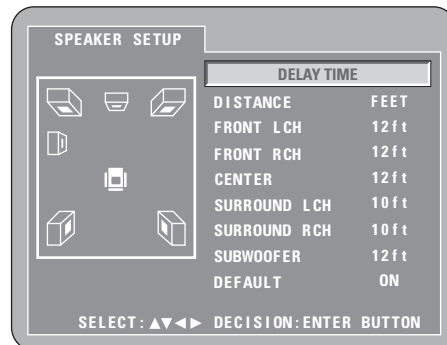 SPEAKER SETUP
DELAY TIME
DISTANCE FEET
FRONT LCH 12ft
FRONT RCH 12ft
CENTER 12ft
SURROUND LCH 10ft
SURROUND RCH 10ft
SUBWOOFER 12ft
DEFAULT ON
SELECT:▲▼◀▶ DECISION:ENTER BUTTON